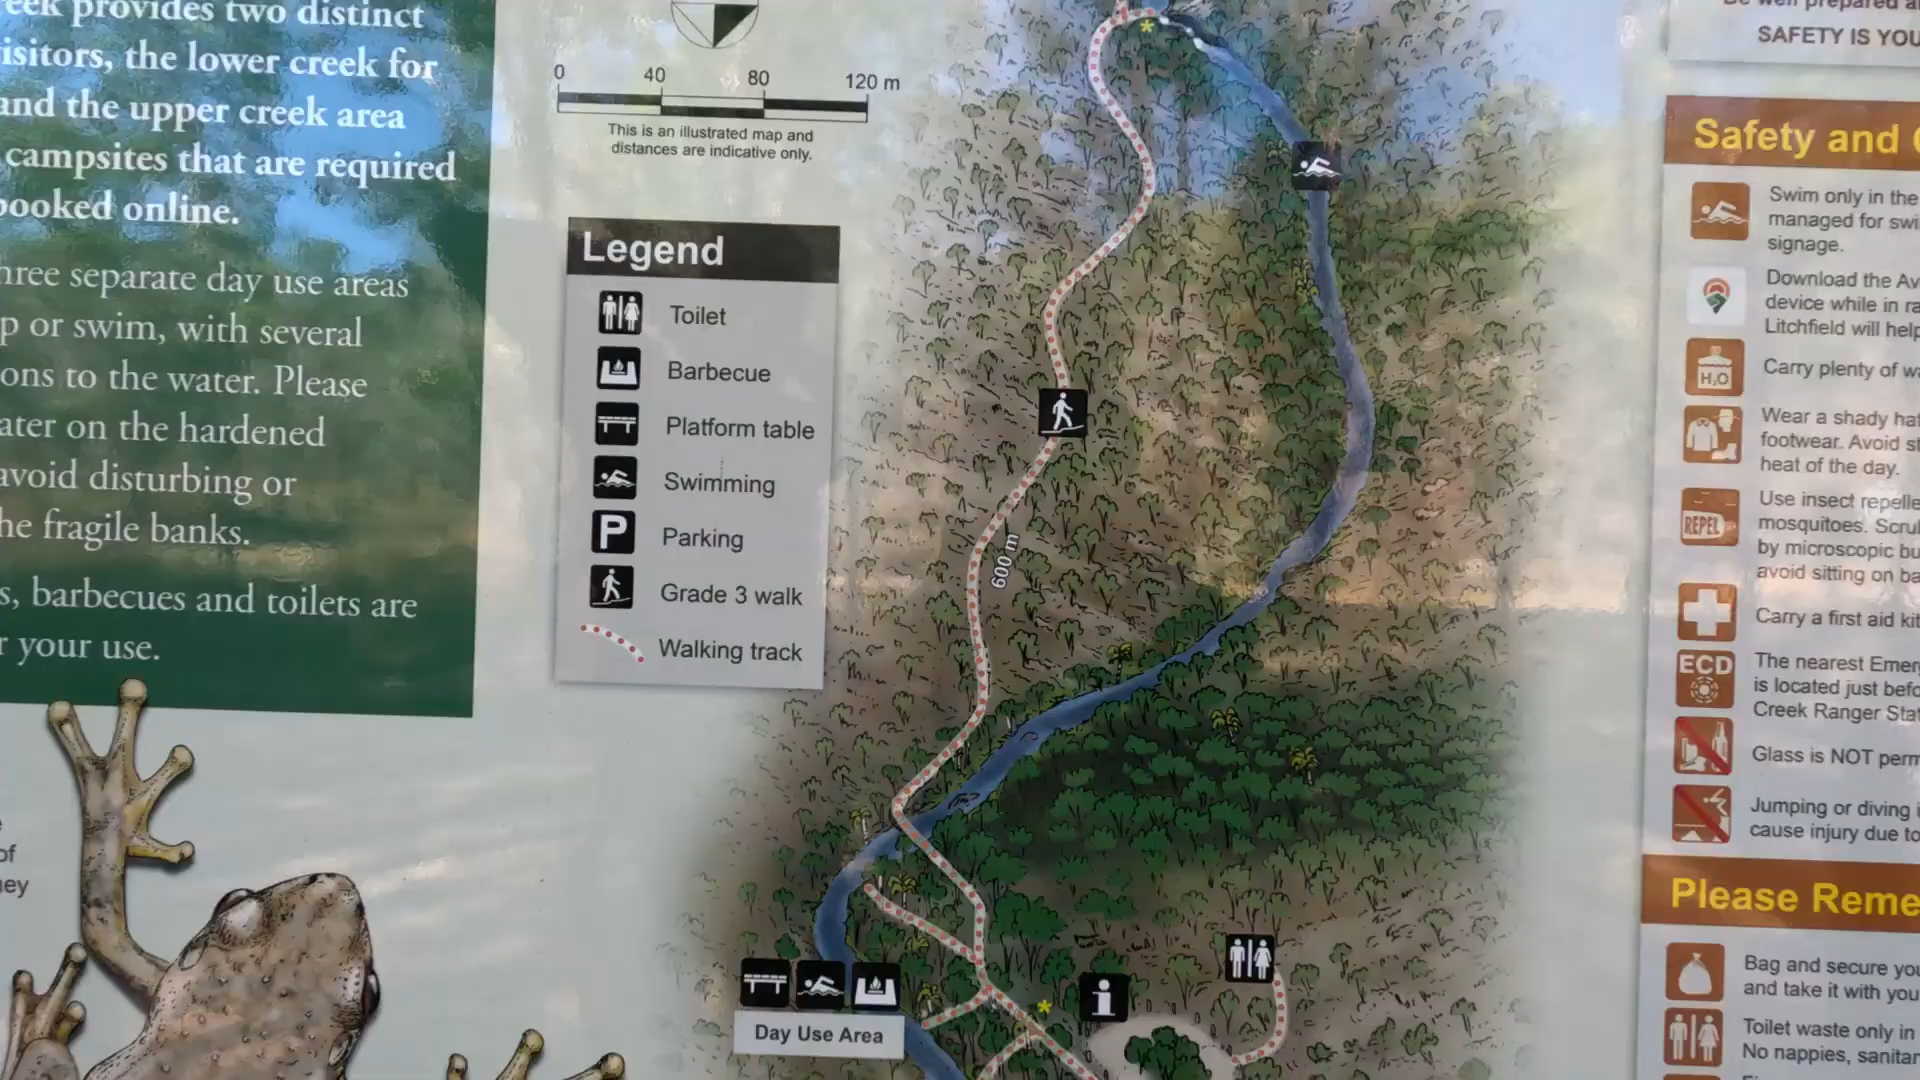 eek provides two distinct
isitors, the lower creek for
and the upper creek area
campsites that are required
booked online.
hree separate day use areas
p or swim, with several
ons to the water. Please
ater on the hardened
avoid disturbing or
he fragile banks.
s, barbecues and toilets are
r your use.
of
ey
0 40 80 120 m
This is an illustrated map and
distances are indicative only.
Legend
Toilet
Barbecue
Platform table
Swimming
P Parking
Grade 3 walk
Walking track
600 m
Day Use Area
i
Be well prepared a
SAFETY IS YOU
Safety and C
Swim only in the
managed for swi
signage.
Download the Av
device while in ra
Litchfield will help
H₂O
Carry plenty of wa
Wear a shady hat
footwear. Avoid st
heat of the day.
REPEL
Use insect repelle
mosquitoes. Scrub
by microscopic bu
avoid sitting on ba
Carry a first aid kit
ECD
The nearest Emer
is located just befo
Creek Ranger Stat
Glass is NOT perm
Jumping or diving i
cause injury due to
Please Reme
Bag and secure you
and take it with you
Toilet waste only in
No nappies, sanitar